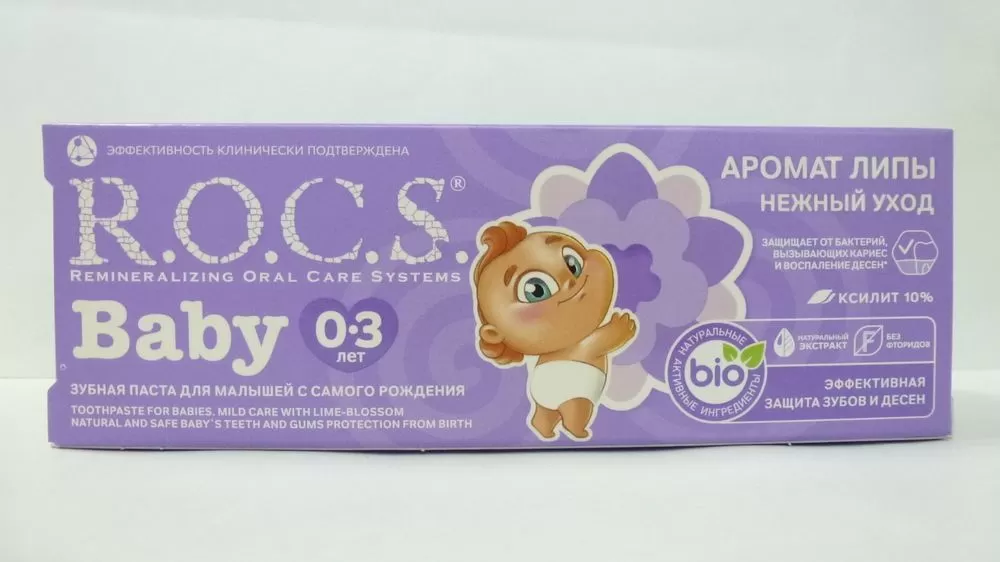 ЭФФЕКТИВНОСТЬ КЛИНИЧЕСКИ ПОДТВЕРЖДЕНА
R.O.C.S.®
REMINERALIZING ORAL CARE SYSTEMS
Baby
0·3
лет
ЗУБНАЯ ПАСТА ДЛЯ МАЛЫШЕЙ С САМОГО РОЖДЕНИЯ
TOOTHPASTE FOR BABIES. MILD CARE WITH LIME-BLOSSOM
NATURAL AND SAFE BABY`S TEETH AND GUMS PROTECTION FROM BIRTH
АРОМАТ ЛИПЫ
НЕЖНЫЙ УХОД
ЗАЩИЩАЕТ ОТ БАКТЕРИЙ,
ВЫЗЫВАЮЩИХ КАРИЕС
И ВОСПАЛЕНИЕ ДЕСЕН*
КСИЛИТ 10%
НАТУРАЛЬНЫЕ
bio
АКТИВНЫЕ ИНГРЕДИЕНТЫ
НАТУРАЛЬНЫЙ
ЭКСТРАКТ
F
БЕЗ
ФТОРИДОВ
ЭФФЕКТИВНАЯ
ЗАЩИТА ЗУБОВ И ДЕСЕН